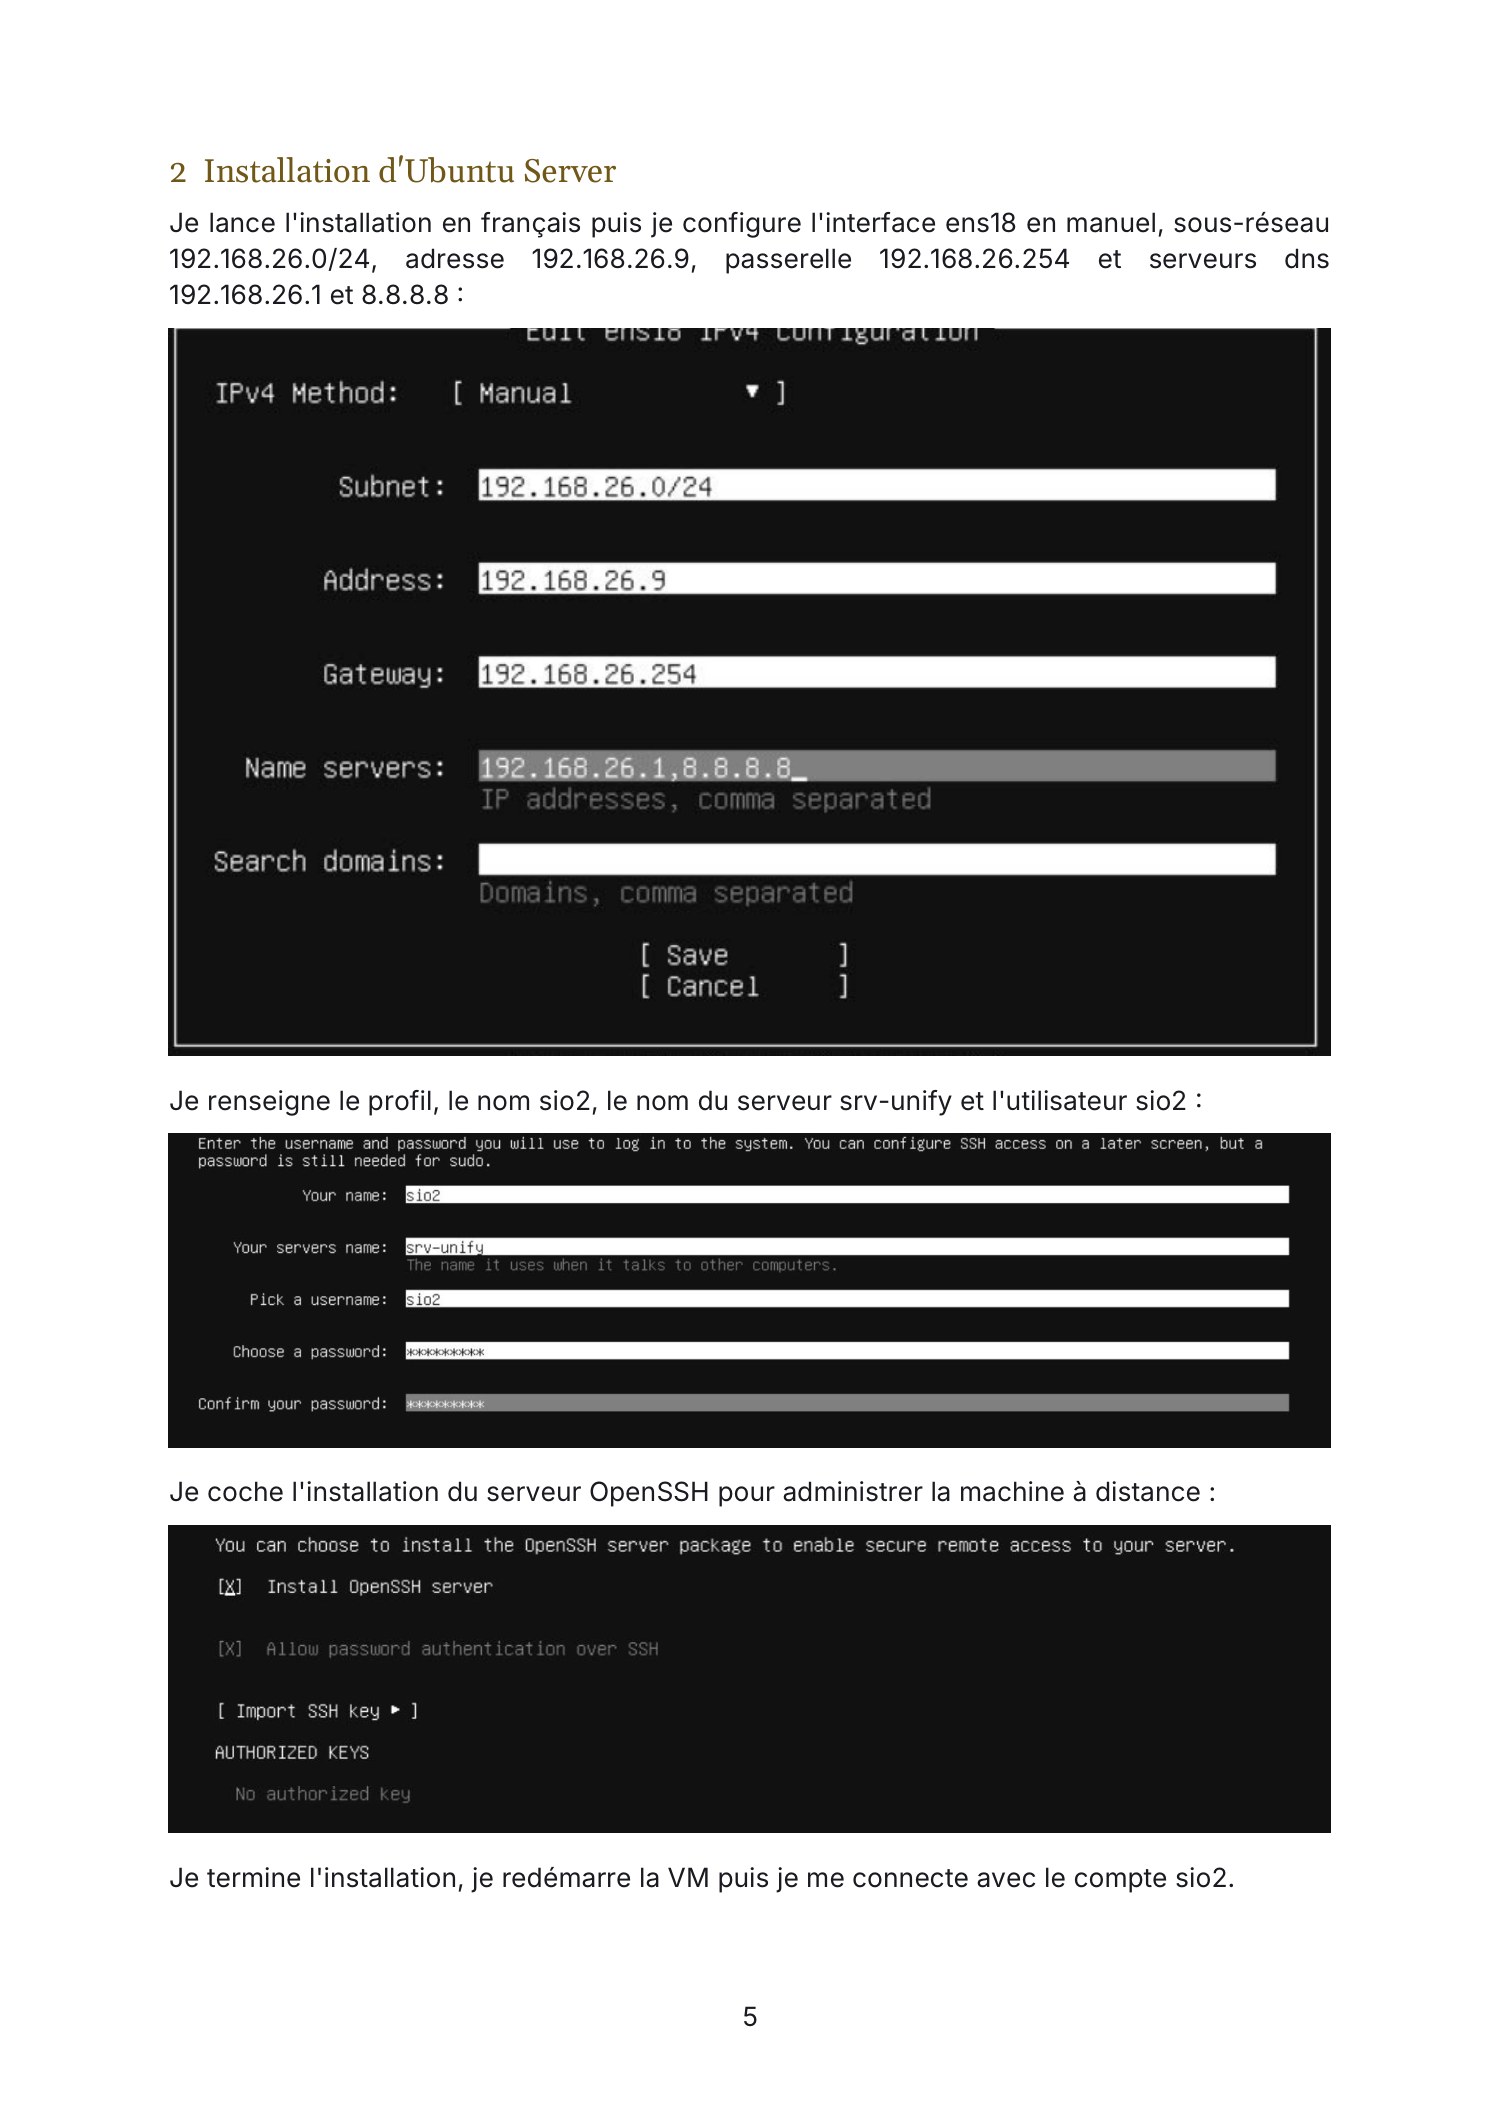 2 Installation d'Ubuntu Server
Je lance l'installation en français puis je configure l'interface ens18 en manuel, sous-réseau
192.168.26.0/24, adresse 192.168.26.9, passerelle 192.168.26.254 et serveurs dns
192.168.26.1 et 8.8.8.8 :
Edit ens18 IPv4 configuration
IPv4 Method: [ Manual ▼ ]
Subnet: 192.168.26.0/24
Address: 192.168.26.9
Gateway: 192.168.26.254
Name servers: 192.168.26.1,8.8.8.8_
IP addresses, comma separated
Search domains:
Domains, comma separated
[ Save ]
[ Cancel ]
Je renseigne le profil, le nom sio2, le nom du serveur srv-unify et l'utilisateur sio2 :
Enter the username and password you will use to log in to the system. You can configure SSH access on a later screen, but a
password is still needed for sudo.
Your name: sio2
Your servers name: srv-unify
The name it uses when it talks to other computers.
Pick a username: sio2
Choose a password: *********
Confirm your password: *********
Je coche l'installation du serveur OpenSSH pour administrer la machine à distance :
You can choose to install the OpenSSH server package to enable secure remote access to your server.
[X] Install OpenSSH server
[X] Allow password authentication over SSH
[ Import SSH key ► ]
AUTHORIZED KEYS
No authorized key
Je termine l'installation, je redémarre la VM puis je me connecte avec le compte sio2.
5